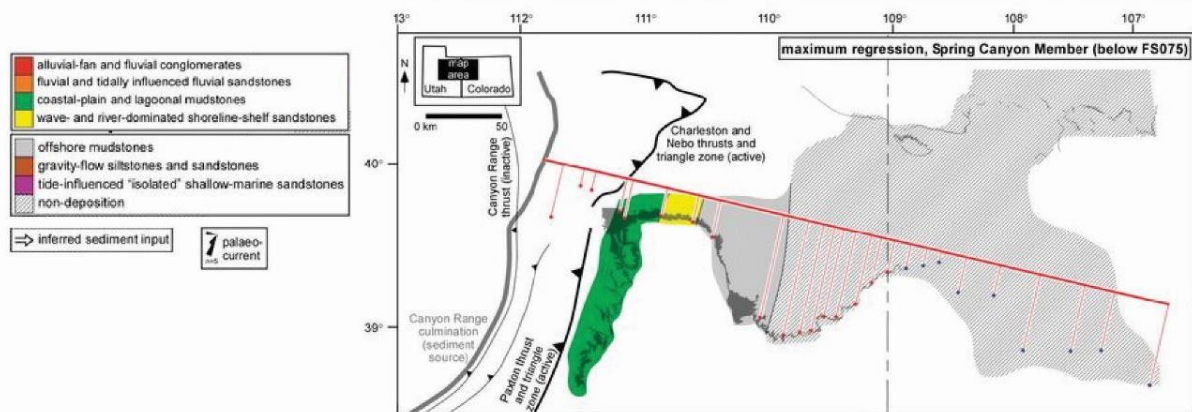 13°
112°
111°
110°
109°
108°
107°
maximum regression, Spring Canyon Member (below FS075)
alluvial-fan and fluvial conglomerates
fluvial and tidally influenced fluvial sandstones
coastal-plain and lagoonal mudstones
wave- and river-dominated shoreline-shelf sandstones
offshore mudstones
gravity-flow siltstones and sandstones
tide-influenced "isolated" shallow-marine sandstones
non-deposition
inferred sediment input
palaeo-
current
n=5
N
map
area
Utah
Colorado
0 km
50
40°
39°
Canyon Range
thrust (inactive)
Charleston and
Nebo thrusts and
triangle zone (active)
Canyon Range
culmination
(sediment
source)
Paxton thrust
and triangle
zone (active)